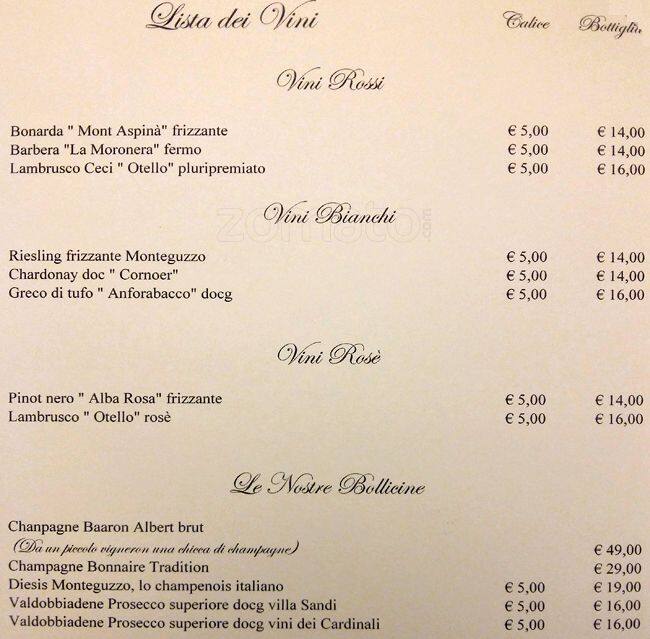 Lista dei Vini Calice Bottiglia
Vini Rossi
Bonarda " Mont Aspinà" frizzante € 5,00 € 14,00
Barbera "La Moronera" fermo € 5,00 € 14,00
Lambrusco Ceci " Otello" pluripremiato € 5,00 € 16,00
zomato.com
Vini Bianchi
Riesling frizzante Monteguzzo € 5,00 € 14,00
Chardonay doc " Cornoer" € 5,00 € 14,00
Greco di tufo " Anforabacco" docg € 5,00 € 16,00
Vini Rosè
Pinot nero " Alba Rosa" frizzante € 5,00 € 14,00
Lambrusco " Otello" rosè € 5,00 € 16,00
Le Nostre Bollicine
Chanpagne Baaron Albert brut
(Da un piccolo vigneron una chicca di champagne) € 49,00
Champagne Bonnaire Tradition € 29,00
Diesis Monteguzzo, lo champenois italiano € 5,00 € 19,00
Valdobbiadene Prosecco superiore docg villa Sandi € 5,00 € 16,00
Valdobbiadene Prosecco superiore docg vini dei Cardinali € 5,00 € 16,00